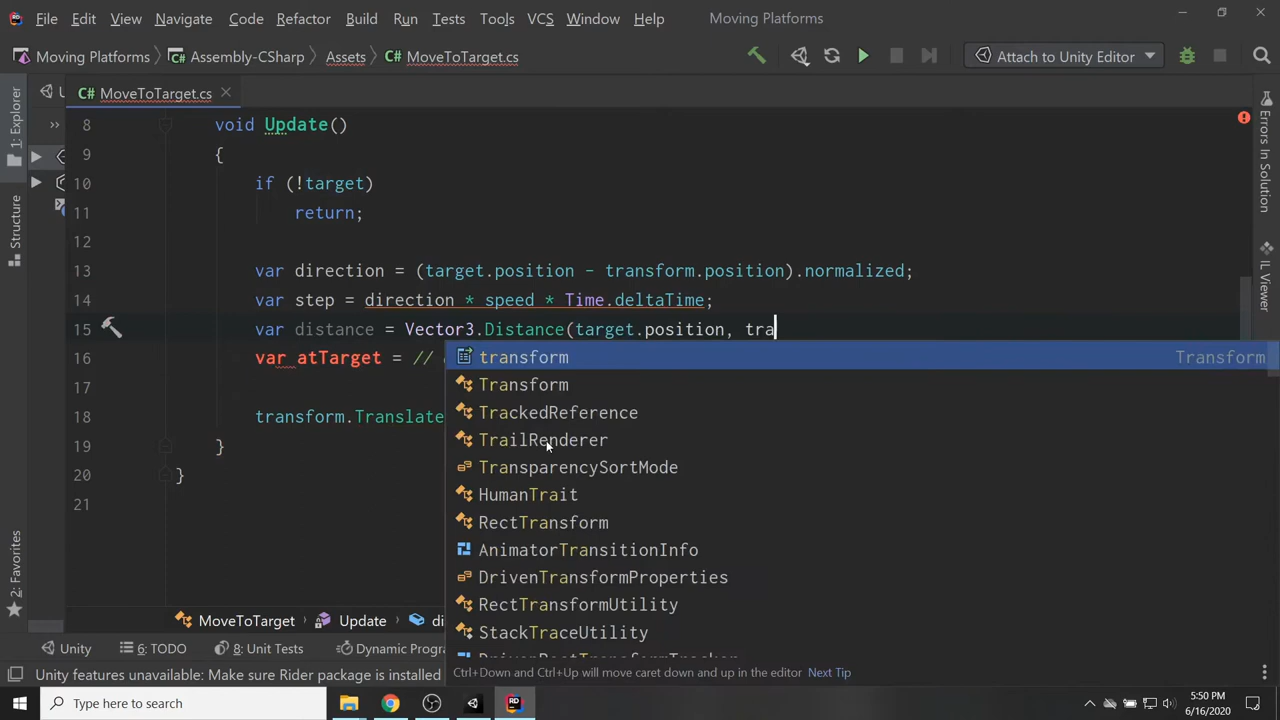 File Edit View Navigate Code Refactor Build Run Tests Tools VCS Window Help Moving Platforms
Moving Platforms Assembly-CSharp Assets C# MoveToTarget.cs Attach to Unity Editor
C# MoveToTarget.cs
1: Explorer
Structure
2: Favorites
Errors In Solution
IL Viewer
8 void Update()
9 {
10 if (!target)
11 return;
12
13 var direction = (target.position - transform.position).normalized;
14 var step = direction * speed * Time.deltaTime;
15 var distance = Vector3.Distance(target.position, tra
16 var atTarget = //
17
18 transform.Translate
19 }
20 }
21
transform Transform
Transform
TrackedReference
TrailRenderer
TransparencySortMode
HumanTrait
RectTransform
AnimatorTransitionInfo
DrivenTransformProperties
RectTransformUtility
StackTraceUtility
DrivenRectTransformTracker
Ctrl+Down and Ctrl+Up will move caret down and up in the editor Next Tip
MoveToTarget Update di
Unity 6: TODO 8: Unit Tests Dynamic Progra
Unity features unavailable: Make sure Rider package is installed
Type here to search
5:50 PM
6/16/2020